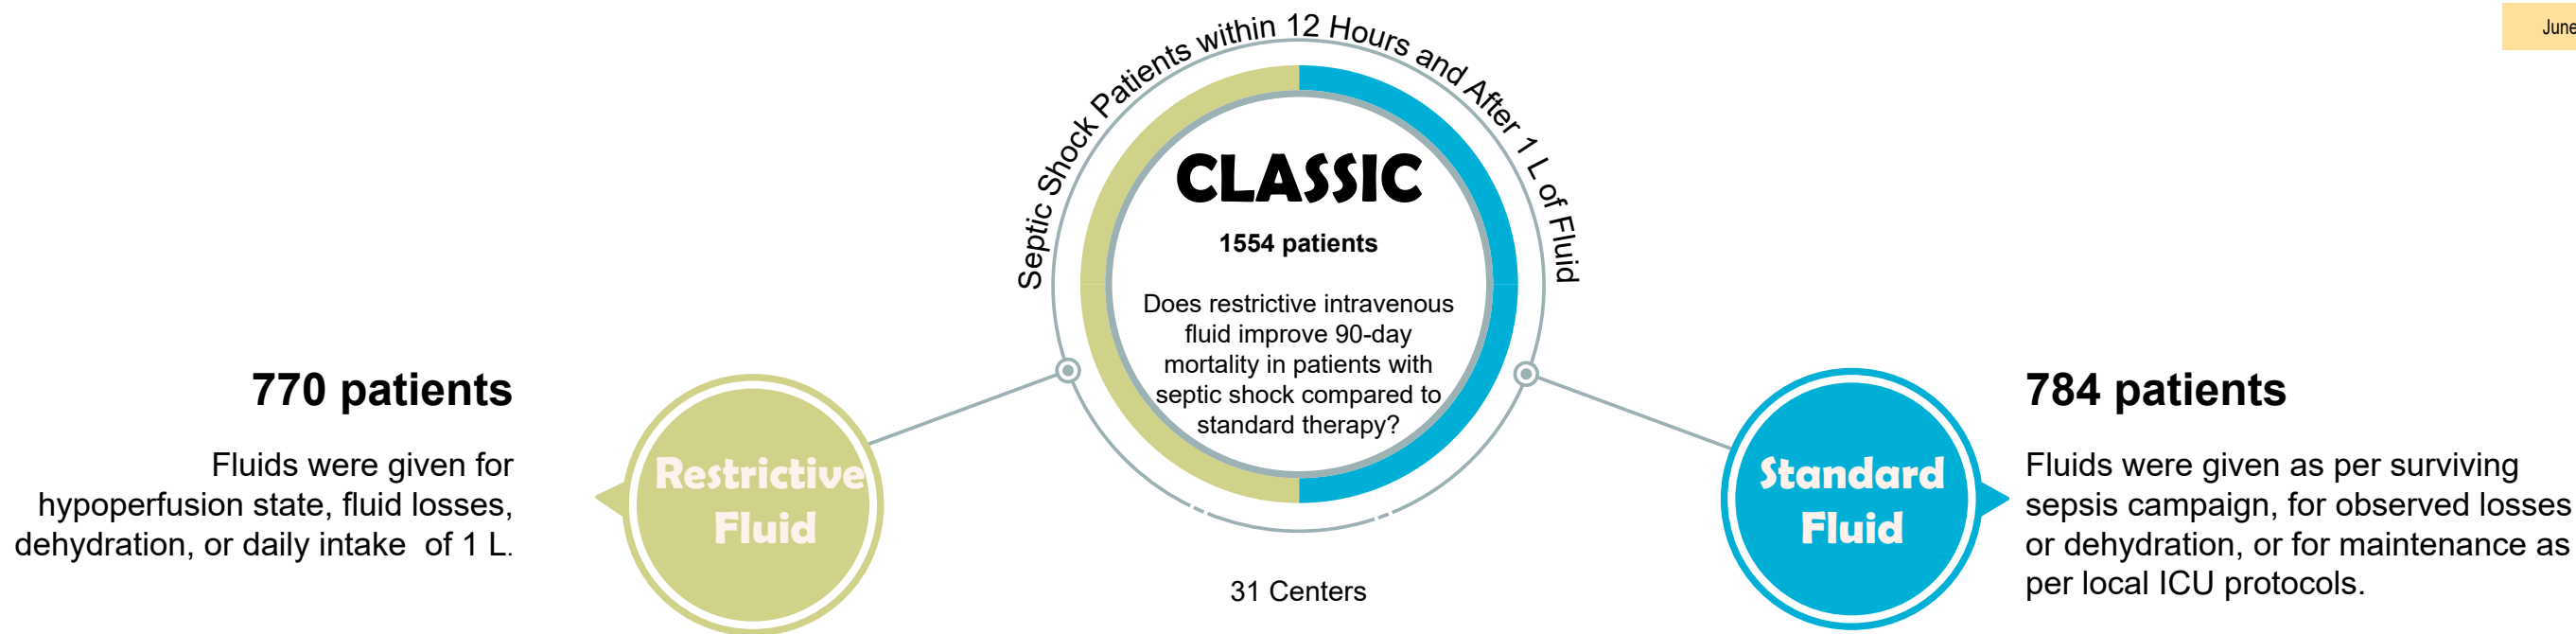 June
Septic Shock Patients within 12 Hours and After 1 L of Fluid
CLASSIC
1554 patients
Does restrictive intravenous
fluid improve 90-day
mortality in patients with
septic shock compared to
standard therapy?
770 patients
Fluids were given for
hypoperfusion state, fluid losses,
dehydration, or daily intake of 1 L.
Restrictive
Fluid
Standard
Fluid
784 patients
Fluids were given as per surviving
sepsis campaign, for observed losses
or dehydration, or for maintenance as
per local ICU protocols.
31 Centers